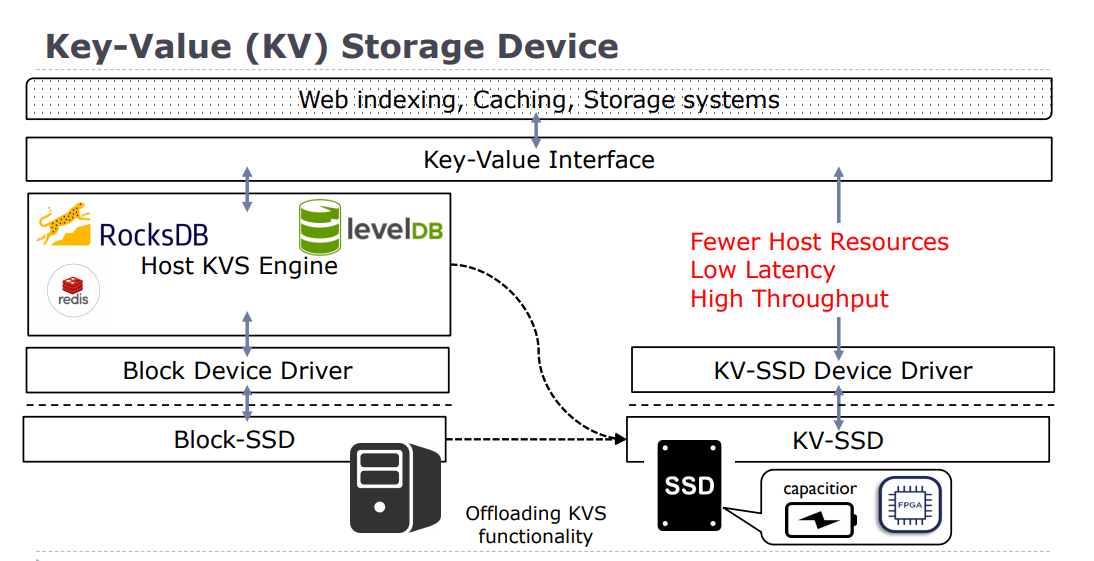 Key-Value (KV) Storage Device
Web indexing, Caching, Storage systems
Key-Value Interface
RocksDB
levelDB
Host KVS Engine
redis
Fewer Host Resources
Low Latency
High Throughput
Block Device Driver
KV-SSD Device Driver
Block-SSD
KV-SSD
SSD
capacitior
FPGA
Offloading KVS
functionality